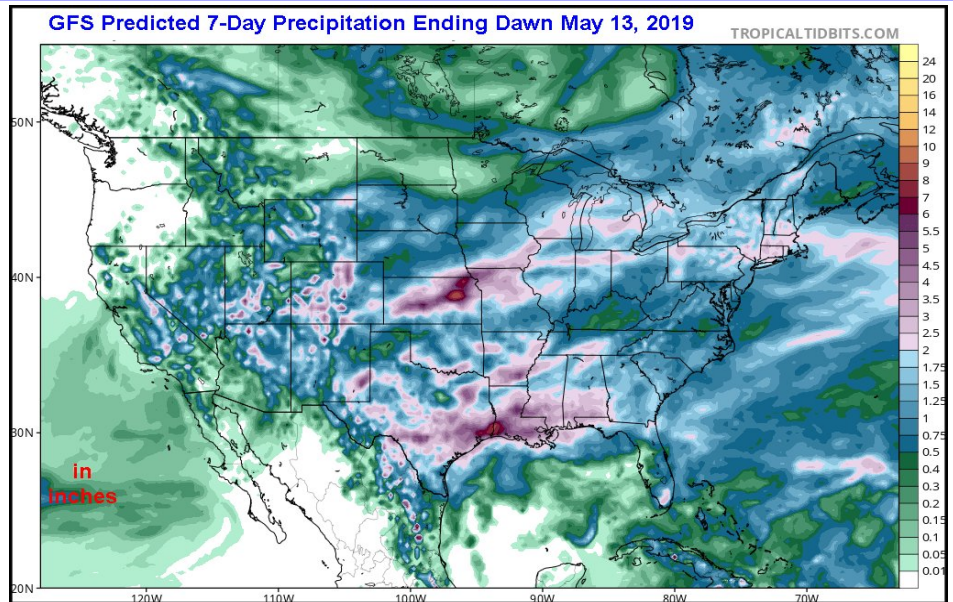 GFS Predicted 7-Day Precipitation Ending Dawn May 13, 2019
TROPICALTIDBITS.COM
50N
40N
30N
20N
in
inches
120W
110W
100W
90W
80W
70W
24
20
16
14
12
10
9
8
7
6
5.5
5
4.5
4
3.5
3
2.5
2
1.75
1.5
1.25
1
0.75
0.5
0.4
0.3
0.2
0.15
0.1
0.05
0.01